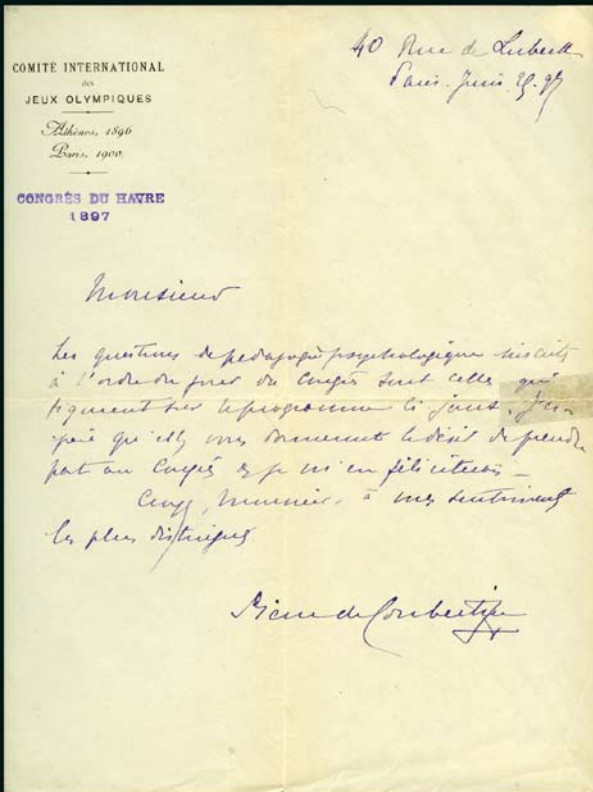 COMITÉ INTERNATIONAL
des
JEUX OLYMPIQUES
Athènes, 1896
Paris, 1900.
CONGRÈS DU HAVRE
1897
40 Rue de Lubeck
Paris. Juin 97
Monsieur
Les questions de pédagogie psychologique inscrites
à l'ordre du jour du Congrès sont celles qui
figurent sur le programme ci joint. J'es-
père qu'elles vous donneront le désir de prendre
part au Congrès et je m'en féliciterais _
Croyez, Monsieur, à mes sentiments
les plus distingués
Pierre de Coubertin